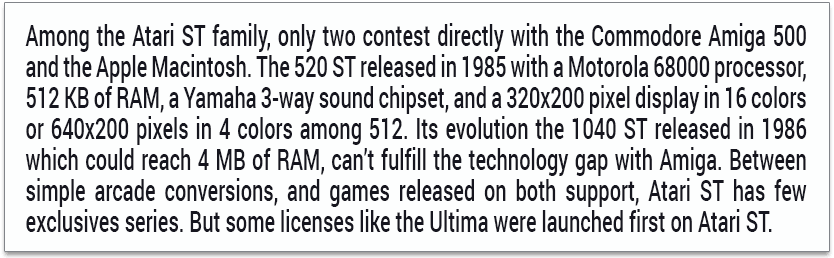 Among the Atari ST family, only two contest directly with the Commodore Amiga 500
and the Apple Macintosh. The 520 ST released in 1985 with a Motorola 68000 processor,
512 KB of RAM, a Yamaha 3-way sound chipset, and a 320x200 pixel display in 16 colors
or 640x200 pixels in 4 colors among 512. Its evolution the 1040 ST released in 1986
which could reach 4 MB of RAM, can't fulfill the technology gap with Amiga. Between
simple arcade conversions, and games released on both support, Atari ST has few
exclusives series. But some licenses like the Ultima were launched first on Atari ST.